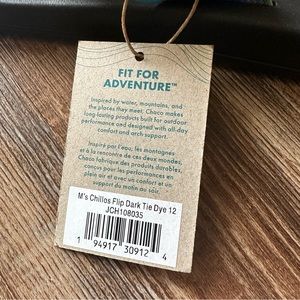 FIT FOR
ADVENTURE™
Inspired by water, mountains, and
the places they meet, Chaco makes
long-lasting products built for outdoor
performance and designed with all-day
comfort and arch support.
Inspiré par l'eau, les montagnes
et à la rencontre de ces deux mondes,
Chaco fabrique des produits durables,
conçus pour la performance en
plein air et avec un confort et un
support du matin au soir.
M's Chillos Flip Dark Tie Dye 12
JCH108035
1 94917 30912 4